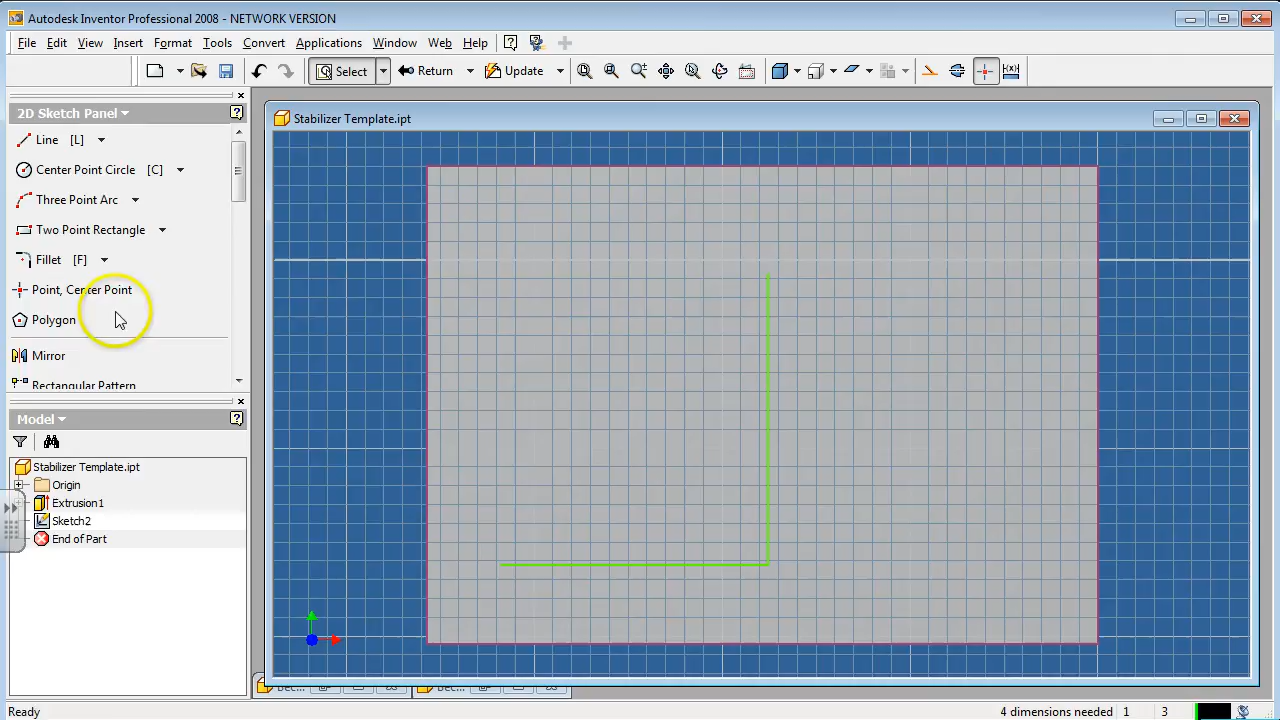 Autodesk Inventor Professional 2008 - NETWORK VERSION
File Edit View Insert Format Tools Convert Applications Window Web Help
Select Return Update
2D Sketch Panel
Stabilizer Template.ipt
Line [L]
Center Point Circle [C]
Three Point Arc
Two Point Rectangle
Fillet [F]
Point, Center Point
Polygon
Mirror
Rectangular Pattern
Model
Stabilizer Template.ipt
Origin
Extrusion1
Sketch2
End of Part
Ready 4 dimensions needed 1 3